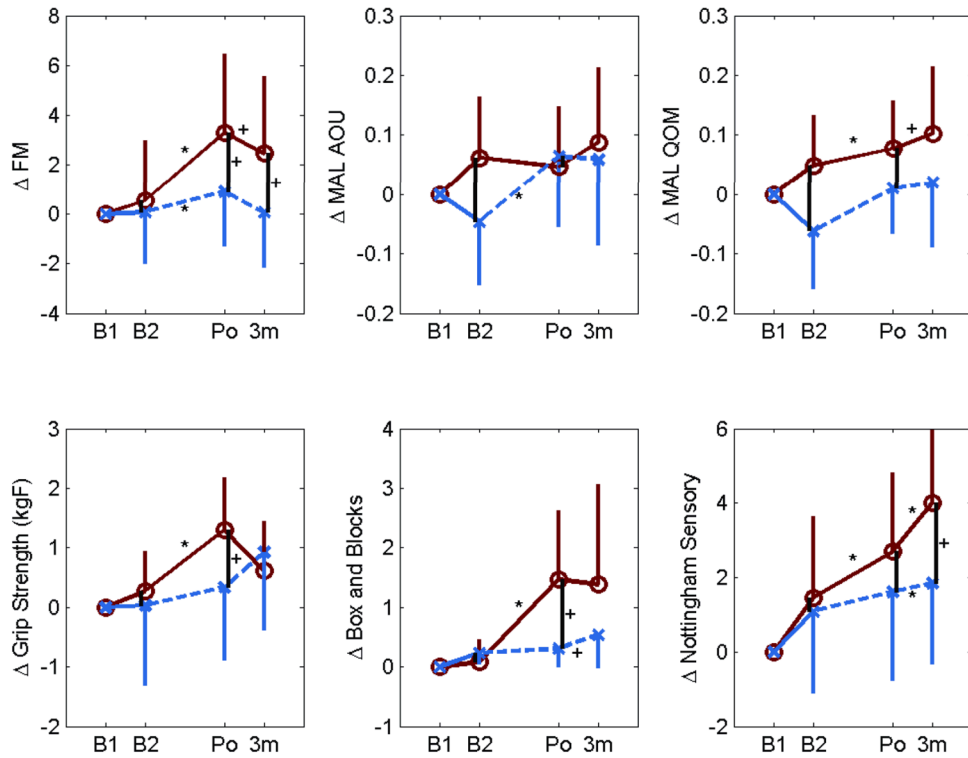 Δ FM
8
6
4
2
0
-2
-4
B1 B2 Po 3m
* * + + +
Δ MAL AOU
0.3
0.2
0.1
0
-0.1
0.2
B1 B2 Po 3m
*
Δ MAL QOM
0.3
0.2
0.1
0
-0.1
0.2
B1 B2 Po 3m
* +
Δ Grip Strength (kgF)
3
2
1
0
-1
-2
B1 B2 Po 3m
* +
Δ Box and Blocks
4
3
2
1
0
-1
B1 B2 Po 3m
* + +
Δ Nottingham Sensory
6
4
2
0
-2
B1 B2 Po 3m
* * * +